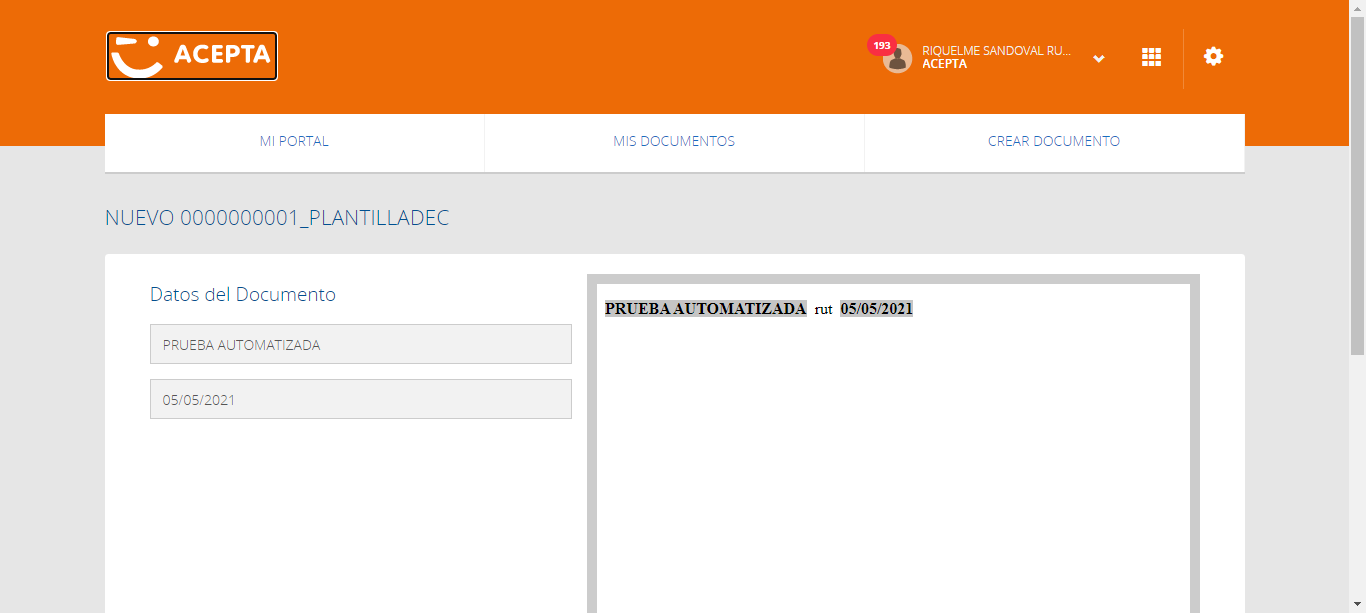 ACEPTA
193
RIQUELME SANDOVAL RU...
ACEPTA
MI PORTAL
MIS DOCUMENTOS
CREAR DOCUMENTO
NUEVO 0000000001_PLANTILLADEC
Datos del Documento
PRUEBA AUTOMATIZADA
05/05/2021
PRUEBA AUTOMATIZADA rut 05/05/2021